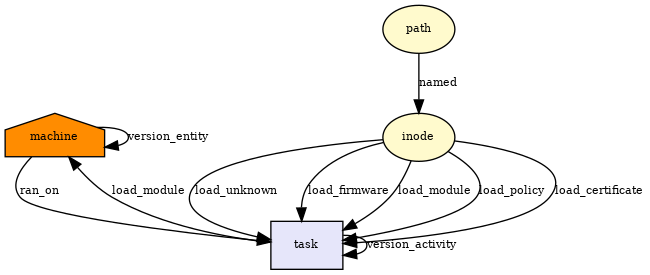 path
named
machine
version_entity
inode
ran_on
load_module
load_unknown
load_firmware
load_module
load_policy
load_certificate
task
version_activity